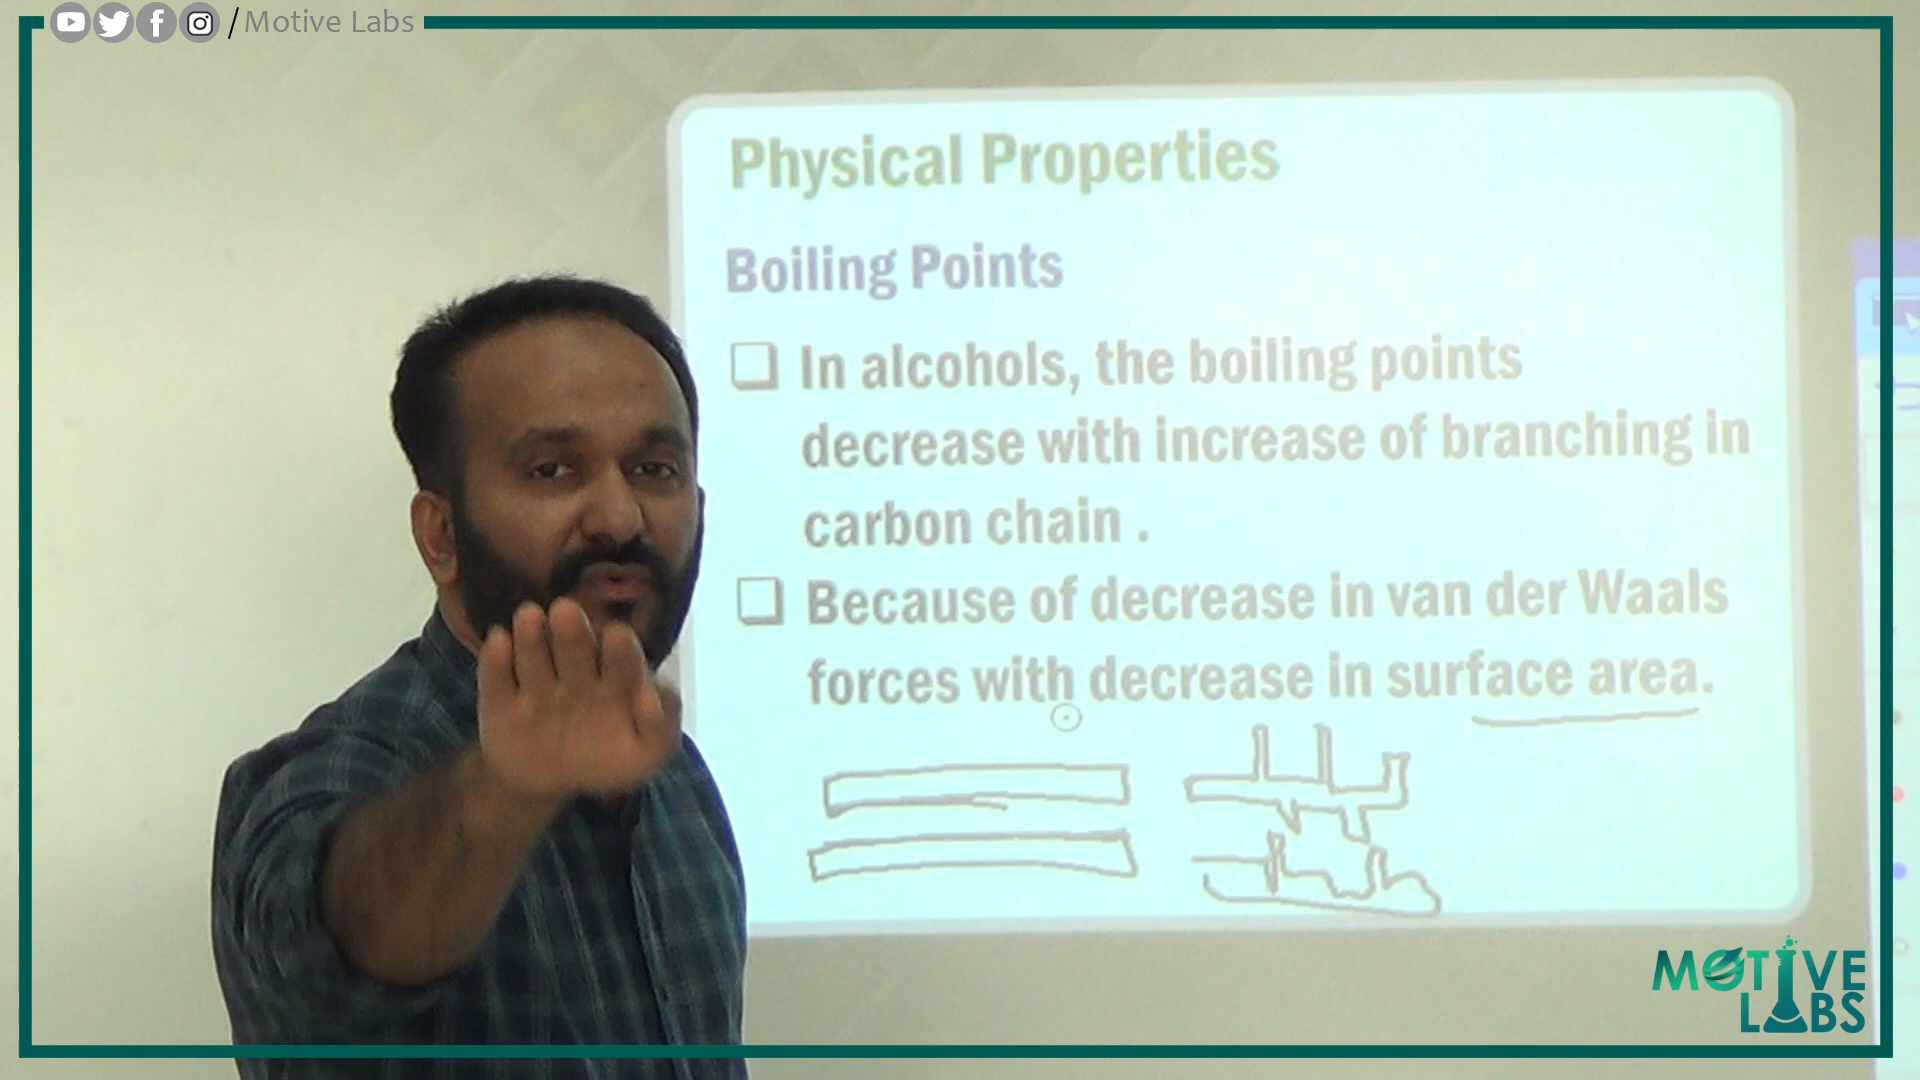 /Motive Labs
Physical Properties
Boiling Points
In alcohols, the boiling points
decrease with increase of branching in
carbon chain .
Because of decrease in van der Waals
forces with decrease in surface area.
MOTIVE
LABS